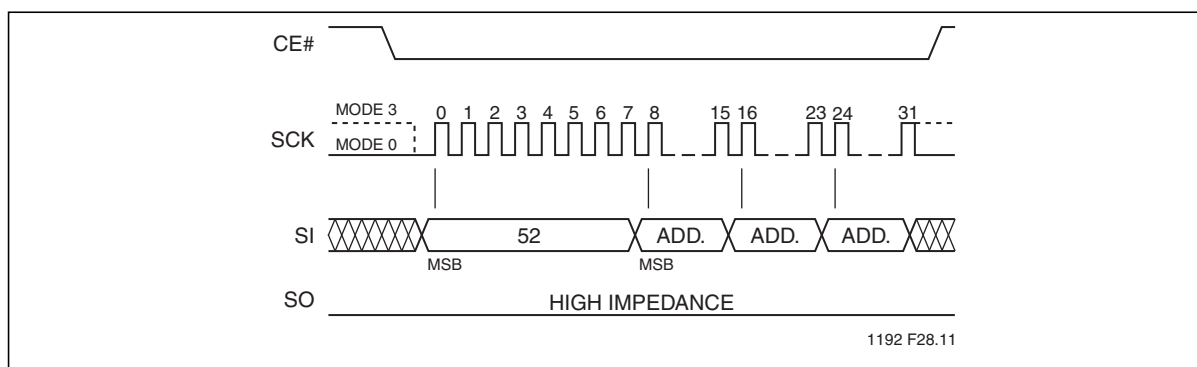 CE#
MODE 3
0 1 2 3 4 5 6 7 8 15 16 23 24 31
SCK
MODE 0
SI 52 ADD. ADD. ADD.
MSB MSB
SO HIGH IMPEDANCE
1192 F28.11